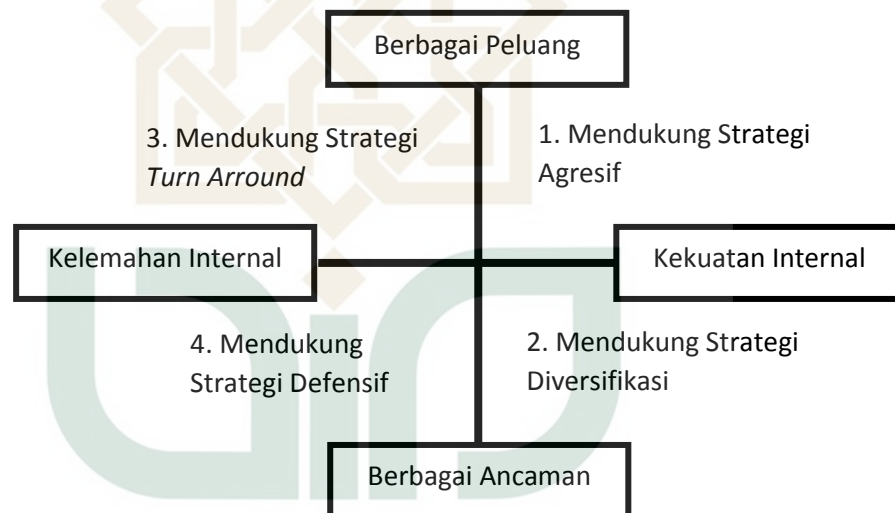 Berbagai Peluang
3. Mendukung Strategi
Turn Arround
1. Mendukung Strategi
Agresif
Kelemahan Internal
Kekuatan Internal
4. Mendukung
Strategi Defensif
2. Mendukung Strategi
Diversifikasi
Berbagai Ancaman